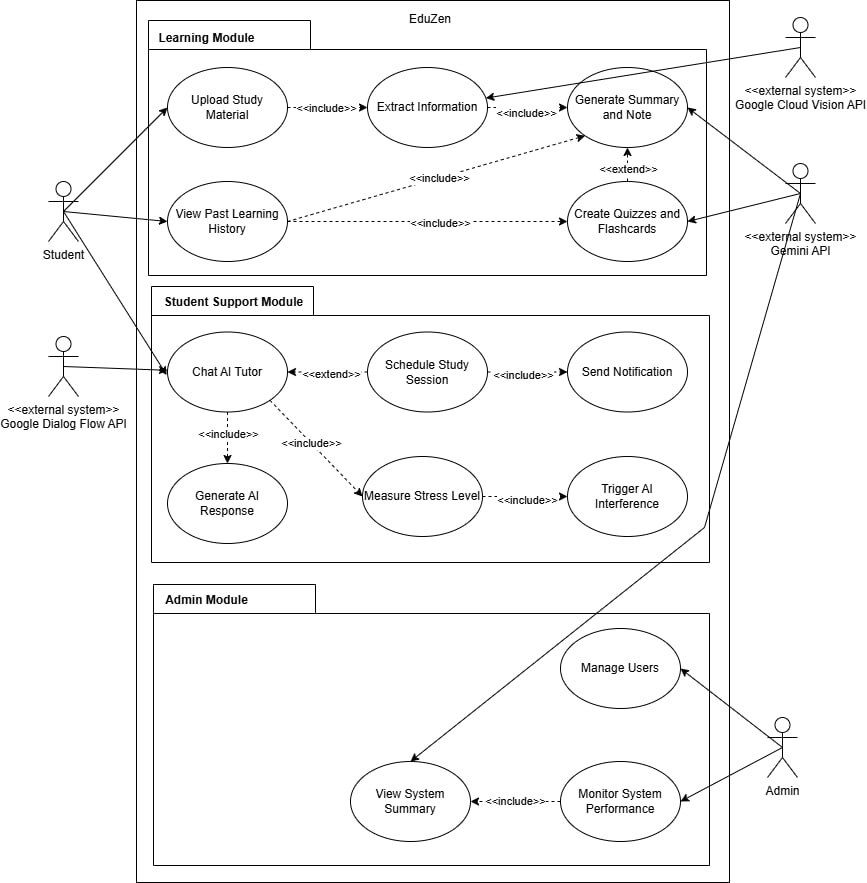 EduZen
Learning Module
<<external system>>
Google Cloud Vision API
Upload Study
Material
<<include>>
Extract Information
<<include>>
Generate Summary
and Note
<<include>>
<<extend>>
View Past Learning
History
<<include>>
Create Quizzes and
Flashcards
<<external system>>
Gemini API
Student
Student Support Module
Chat AI Tutor
<<extend>>
Schedule Study
Session
<<include>>
Send Notification
<<external system>>
Google Dialog Flow API
<<include>>
<<include>>
Generate AI
Response
Measure Stress Level
<<include>>
Trigger AI
Interference
Admin Module
Manage Users
View System
Summary
<<include>>
Monitor System
Performance
Admin